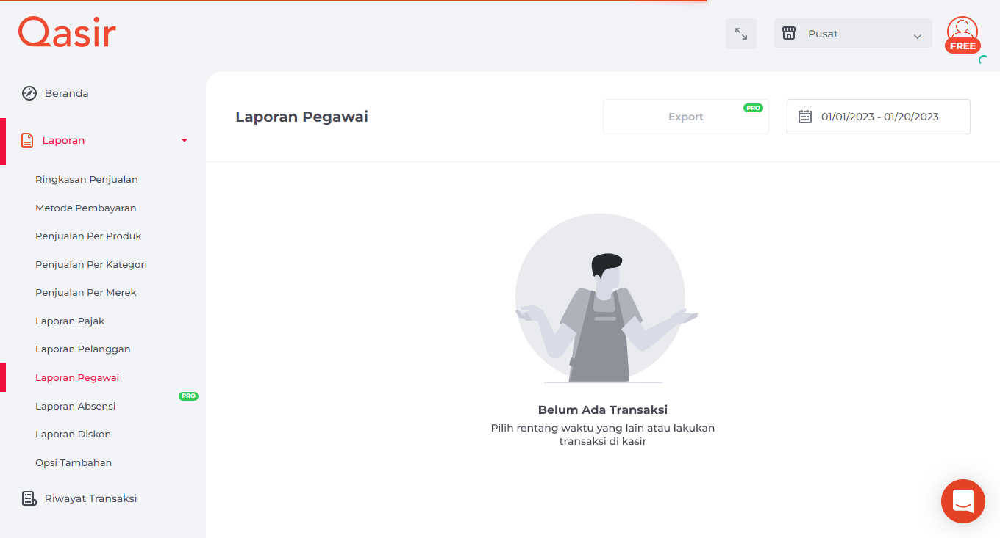 Qasir
Pusat
FREE
Beranda
Laporan
Ringkasan Penjualan
Metode Pembayaran
Penjualan Per Produk
Penjualan Per Kategori
Penjualan Per Merek
Laporan Pajak
Laporan Pelanggan
Laporan Pegawai
Laporan Absensi
PRO
Laporan Diskon
Opsi Tambahan
Riwayat Transaksi
Laporan Pegawai
Export
PRO
01/01/2023 - 01/20/2023
Belum Ada Transaksi
Pilih rentang waktu yang lain atau lakukan
transaksi di kasir